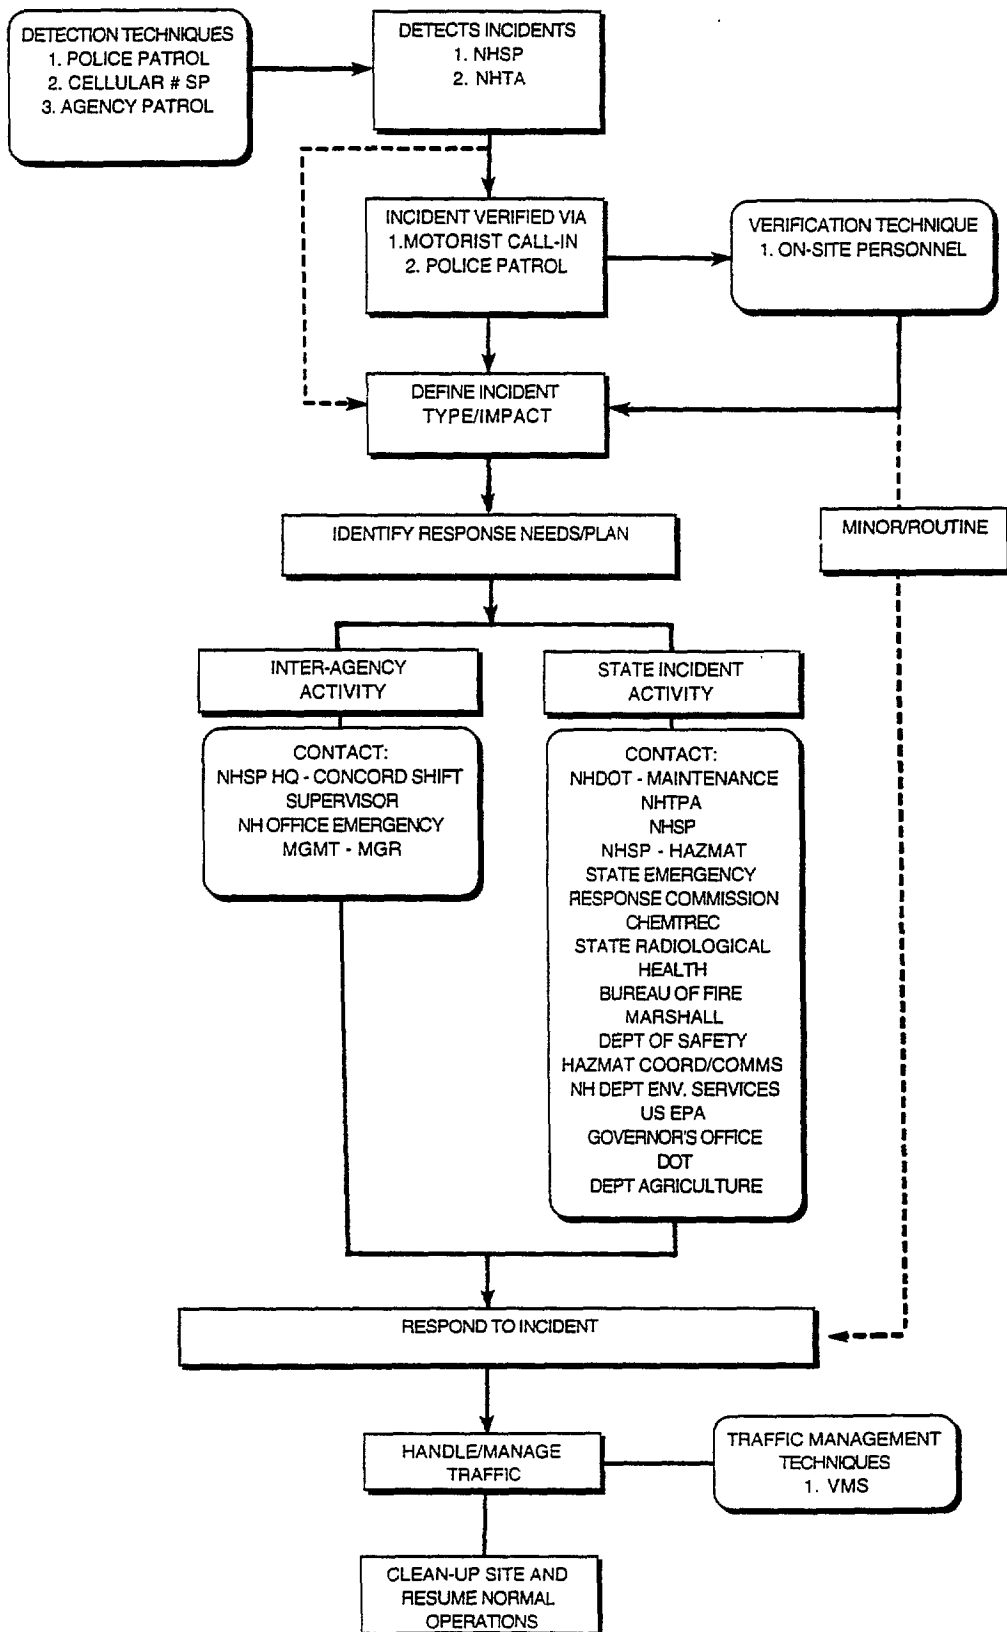 DETECTION TECHNIQUES
1. POLICE PATROL
2. CELLULAR # SP
3. AGENCY PATROL
DETECTS INCIDENTS
1. NHSP
2. NHTA
INCIDENT VERIFIED VIA
1.MOTORIST CALL-IN
2. POLICE PATROL
VERIFICATION TECHNIQUE
1. ON-SITE PERSONNEL
DEFINE INCIDENT
TYPE/IMPACT
IDENTIFY RESPONSE NEEDS/PLAN
MINOR/ROUTINE
INTER-AGENCY
ACTIVITY
STATE INCIDENT
ACTIVITY
CONTACT:
NHSP HQ - CONCORD SHIFT
SUPERVISOR
NH OFFICE EMERGENCY
MGMT - MGR
CONTACT:
NHDOT - MAINTENANCE
NHTPA
NHSP
NHSP - HAZMAT
STATE EMERGENCY
RESPONSE COMMISSION
CHEMTREC
STATE RADIOLOGICAL
HEALTH
BUREAU OF FIRE
MARSHALL
DEPT OF SAFETY
HAZMAT COORD/COMMS
NH DEPT ENV. SERVICES
US EPA
GOVERNOR'S OFFICE
DOT
DEPT AGRICULTURE
RESPOND TO INCIDENT
HANDLE/MANAGE
TRAFFIC
TRAFFIC MANAGEMENT
TECHNIQUES
1. VMS
CLEAN-UP SITE AND
RESUME NORMAL
OPERATIONS